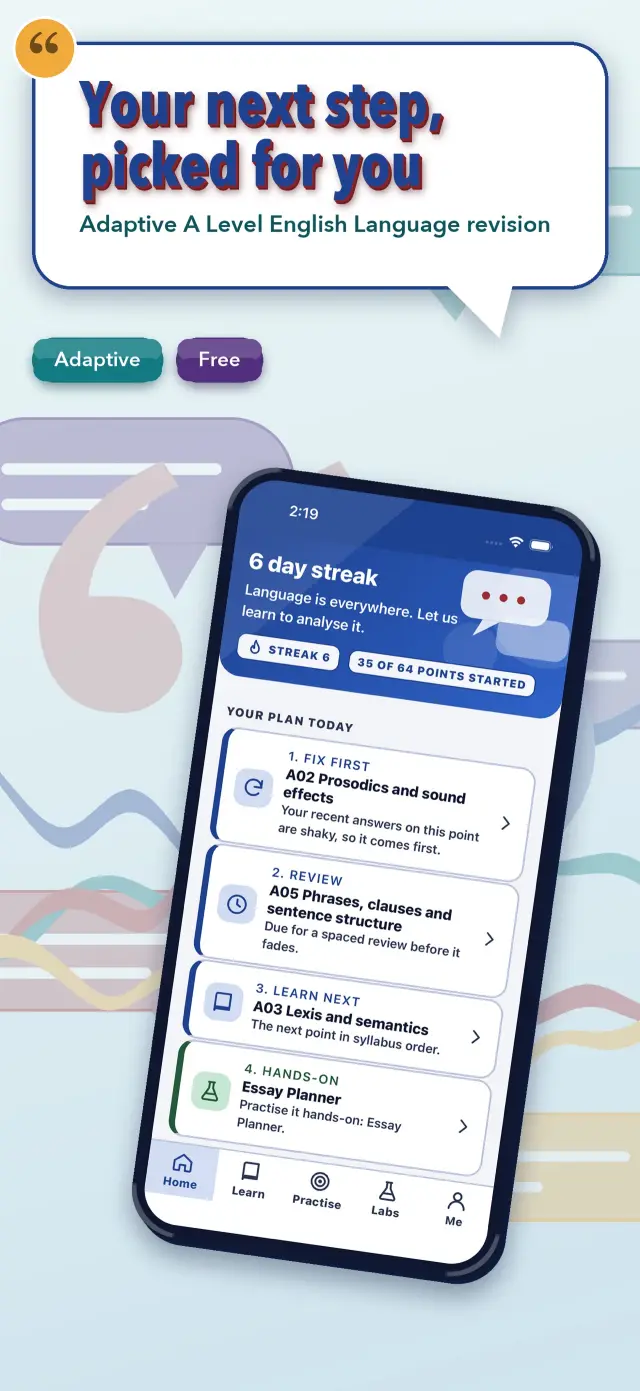 “
Your next step,
picked for you
Adaptive A Level English Language revision
Adaptive
Free
2:19
6 day streak
Language is everywhere. Let us
learn to analyse it.
STREAK 6
35 OF 64 POINTS STARTED
YOUR PLAN TODAY
1. FIX FIRST
A02 Prosodics and sound
effects
Your recent answers on this point
are shaky, so it comes first.
2. REVIEW
A05 Phrases, clauses and
sentence structure
Due for a spaced review before it
fades.
3. LEARN NEXT
A03 Lexis and semantics
The next point in syllabus order.
4. HANDS-ON
Essay Planner
Practise it hands-on: Essay
Planner.
Home
Learn
Practise
Labs
Me